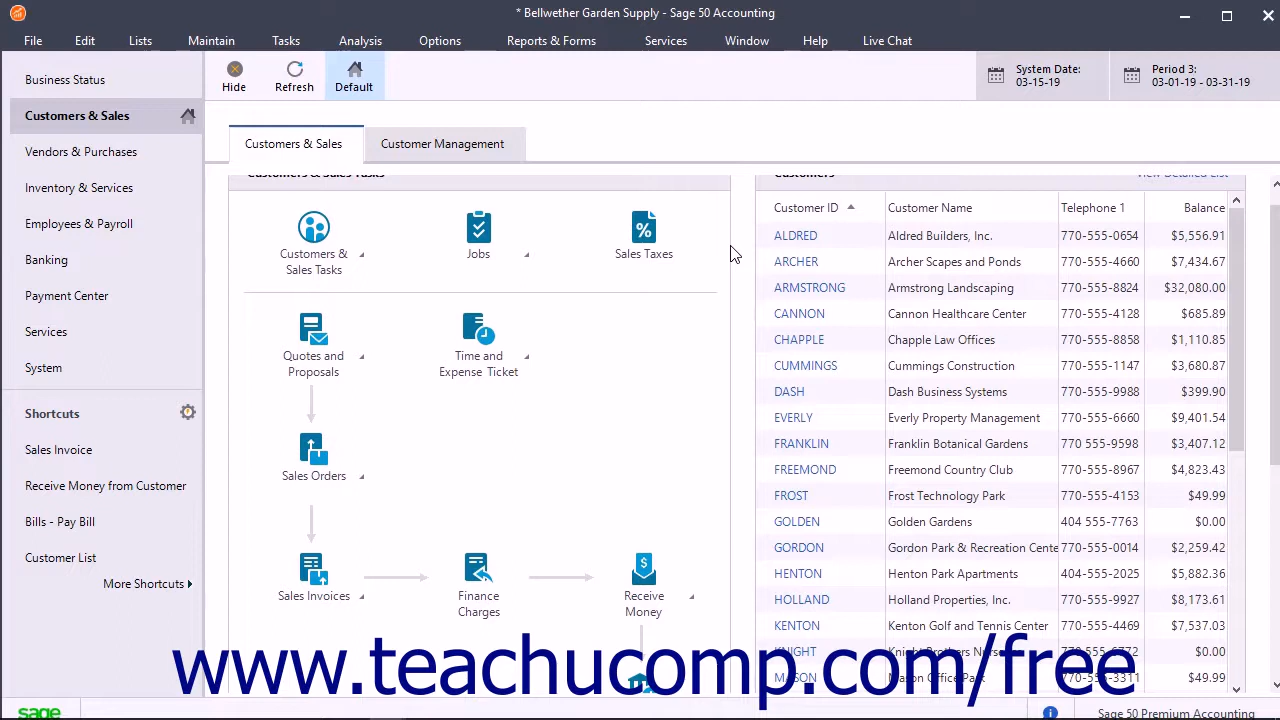 * Bellwether Garden Supply - Sage 50 Accounting
File Edit Lists Maintain Tasks Analysis Options Reports & Forms Services Window Help Live Chat
Business Status
Customers & Sales
Vendors & Purchases
Inventory & Services
Employees & Payroll
Banking
Payment Center
Services
System
Shortcuts
Sales Invoice
Receive Money from Customer
Bills - Pay Bill
Customer List
More Shortcuts
Hide Refresh Default
System Date:
03-15-19
Period 3:
03-01-19 - 03-31-19
Customers & Sales Customer Management
Customers & Sales Tasks
Customers &
Sales Tasks
Jobs
Sales Taxes
Quotes and
Proposals
Time and
Expense Ticket
Sales Orders
Sales Invoices
Finance
Charges
Receive
Money
Customers View Detailed List
Customer ID Customer Name Telephone 1 Balance
ALDRED Aldred Builders, Inc. 770-555-0654 $5,556.91
ARCHER Archer Scapes and Ponds 770-555-4660 $7,434.67
ARMSTRONG Armstrong Landscaping 770-555-8824 $32,080.00
CANNON Cannon Healthcare Center 770-555-4128 $685.89
CHAPPLE Chapple Law Offices 770-555-8858 $1,110.85
CUMMINGS Cummings Construction 770-555-1147 $3,680.87
DASH Dash Business Systems 770-555-9988 $399.90
EVERLY Everly Property Management 770-555-6660 $9,401.54
FRANKLIN Franklin Botanical Gardens 770 555-9598 $3,407.12
FREEMOND Freemond Country Club 770-555-8967 $4,823.43
FROST Frost Technology Park 770-555-4153 $49.99
GOLDEN Golden Gardens 404 555-7763 $0.00
GORDON Gordon Park & Recreation Cente 770-555-0014 $2,259.42
HENTON Henton Park Apartments 404-555-2025 $5,882.36
HOLLAND Holland Properties, Inc. 770-555-9927 $8,173.61
KENTON Kenton Golf and Tennis Center 770-555-4469 $7,537.03
KNIGHT Knight Brothers $0.00
MASON Mason $49.99
www.teachucomp.com/free
sage
Sage 50 Premium Accounting